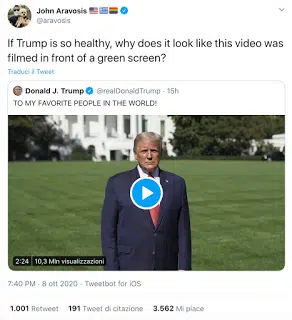 John Aravosis
@aravosis
If Trump is so healthy, why does it look like this video was
filmed in front of a green screen?
Traduci il Tweet
Donald J. Trump @realDonaldTrump · 15h
TO MY FAVORITE PEOPLE IN THE WORLD!
2:24 10,3 Mln visualizzazioni
7:40 PM · 8 ott 2020 · Tweetbot for iOS
1.001 Retweet 191 Tweet di citazione 3.562 Mi piace